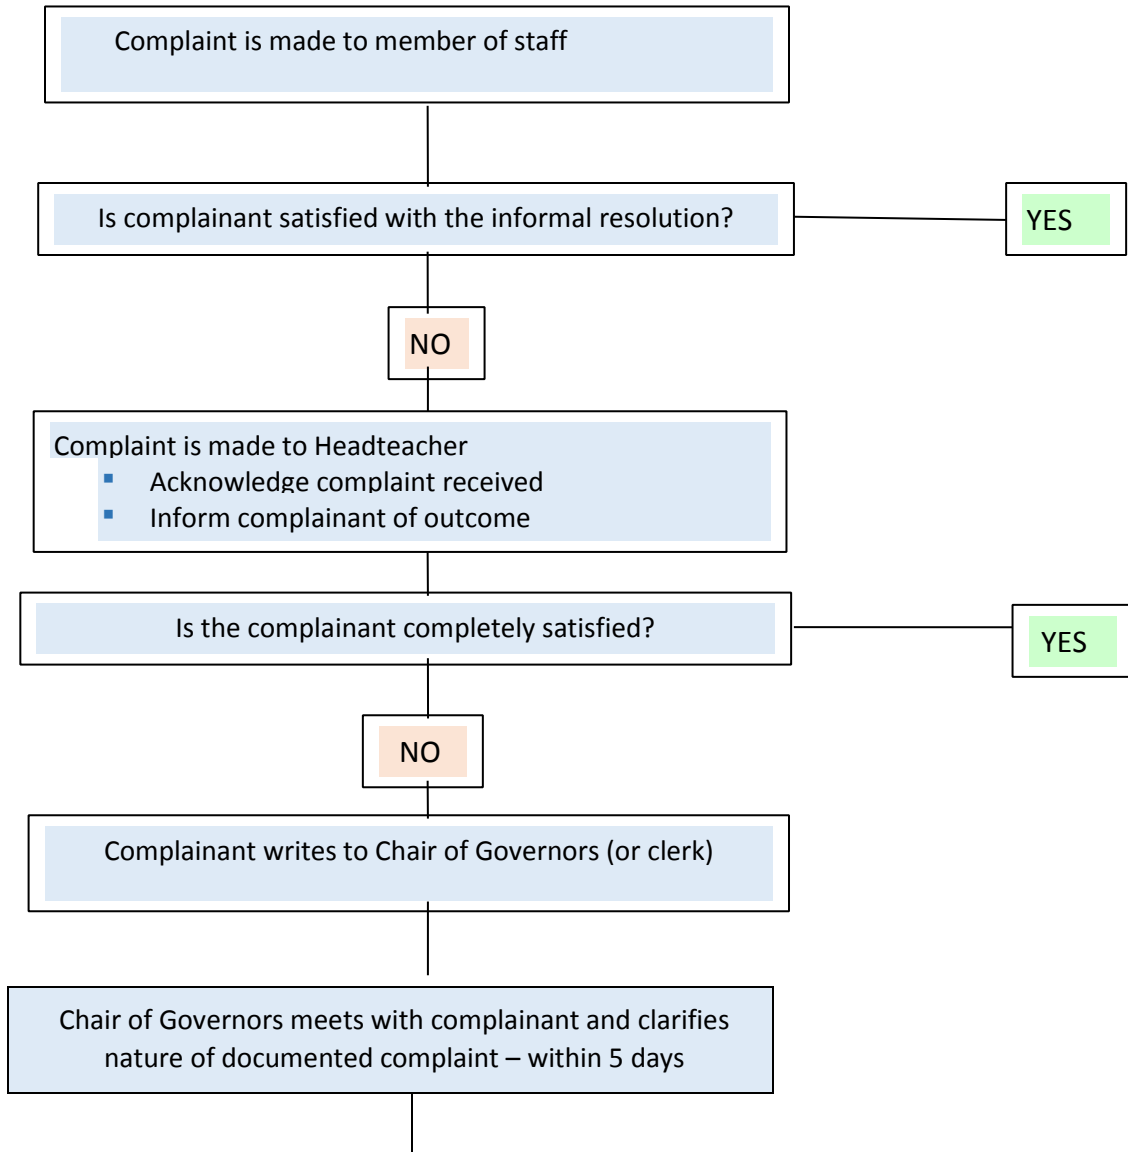 Complaint is made to member of staff
Is complainant satisfied with the informal resolution?
YES
NO
Complaint is made to Headteacher
▪ Acknowledge complaint received
▪ Inform complainant of outcome
Is the complainant completely satisfied?
YES
NO
Complainant writes to Chair of Governors (or clerk)
Chair of Governors meets with complainant and clarifies
nature of documented complaint – within 5 days